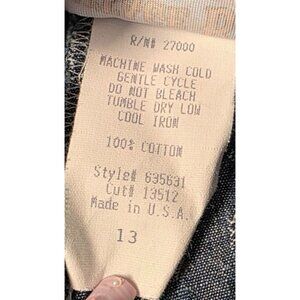 R/N# 27000
MACHINE WASH COLD
GENTLE CYCLE
DO NOT BLEACH
TUMBLE DRY LOW
COOL IRON
100% COTTON
Style# 635631
Cut# 13512
Made in U.S.A.
13